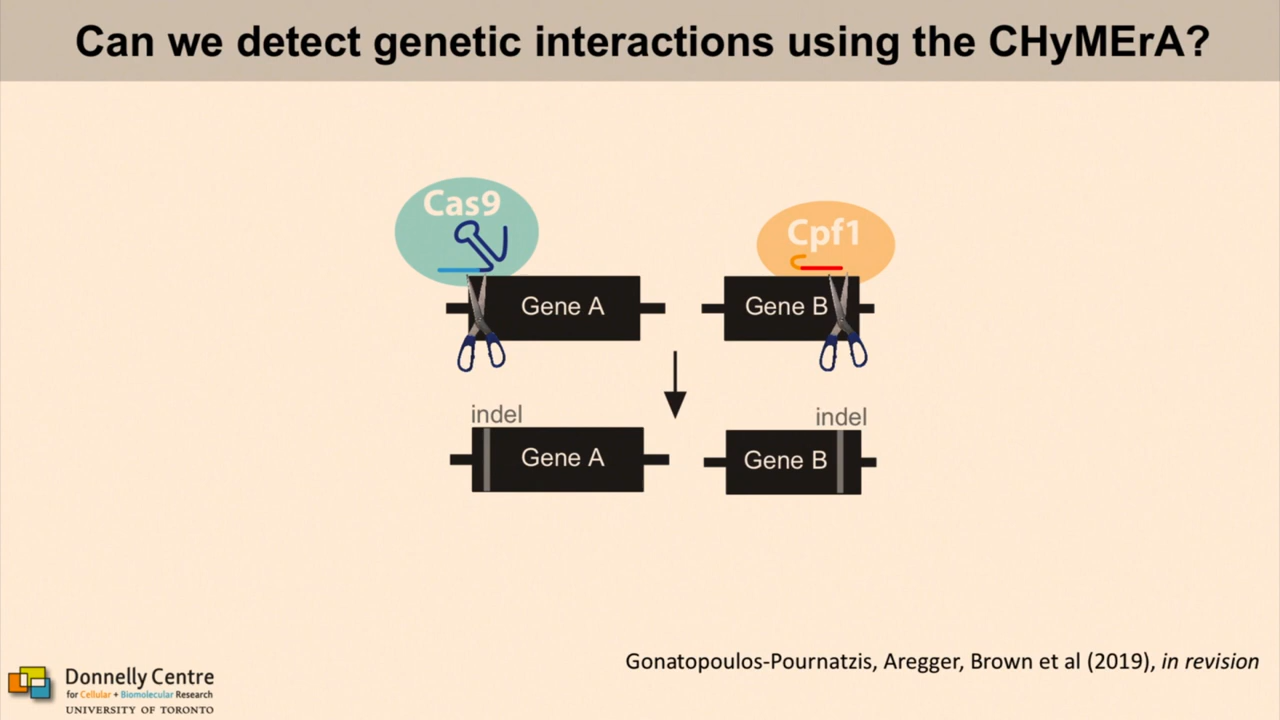 Can we detect genetic interactions using the CHyMErA?
Cas9
Cpf1
Gene A
Gene B
indel
indel
Gene A
Gene B
Gonatopoulos-Pournatzis, Aregger, Brown et al (2019), in revision
Donnelly Centre
for Cellular + Biomolecular Research
UNIVERSITY OF TORONTO